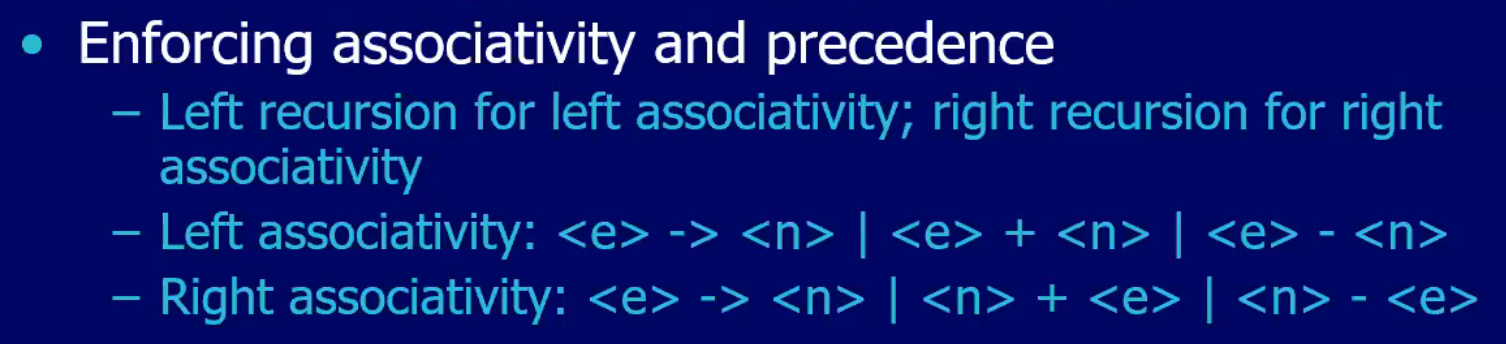 • Enforcing associativity and precedence
– Left recursion for left associativity; right recursion for right
associativity
– Left associativity: <e> -> <n> | <e> + <n> | <e> - <n>
– Right associativity: <e> -> <n> | <n> + <e> | <n> - <e>